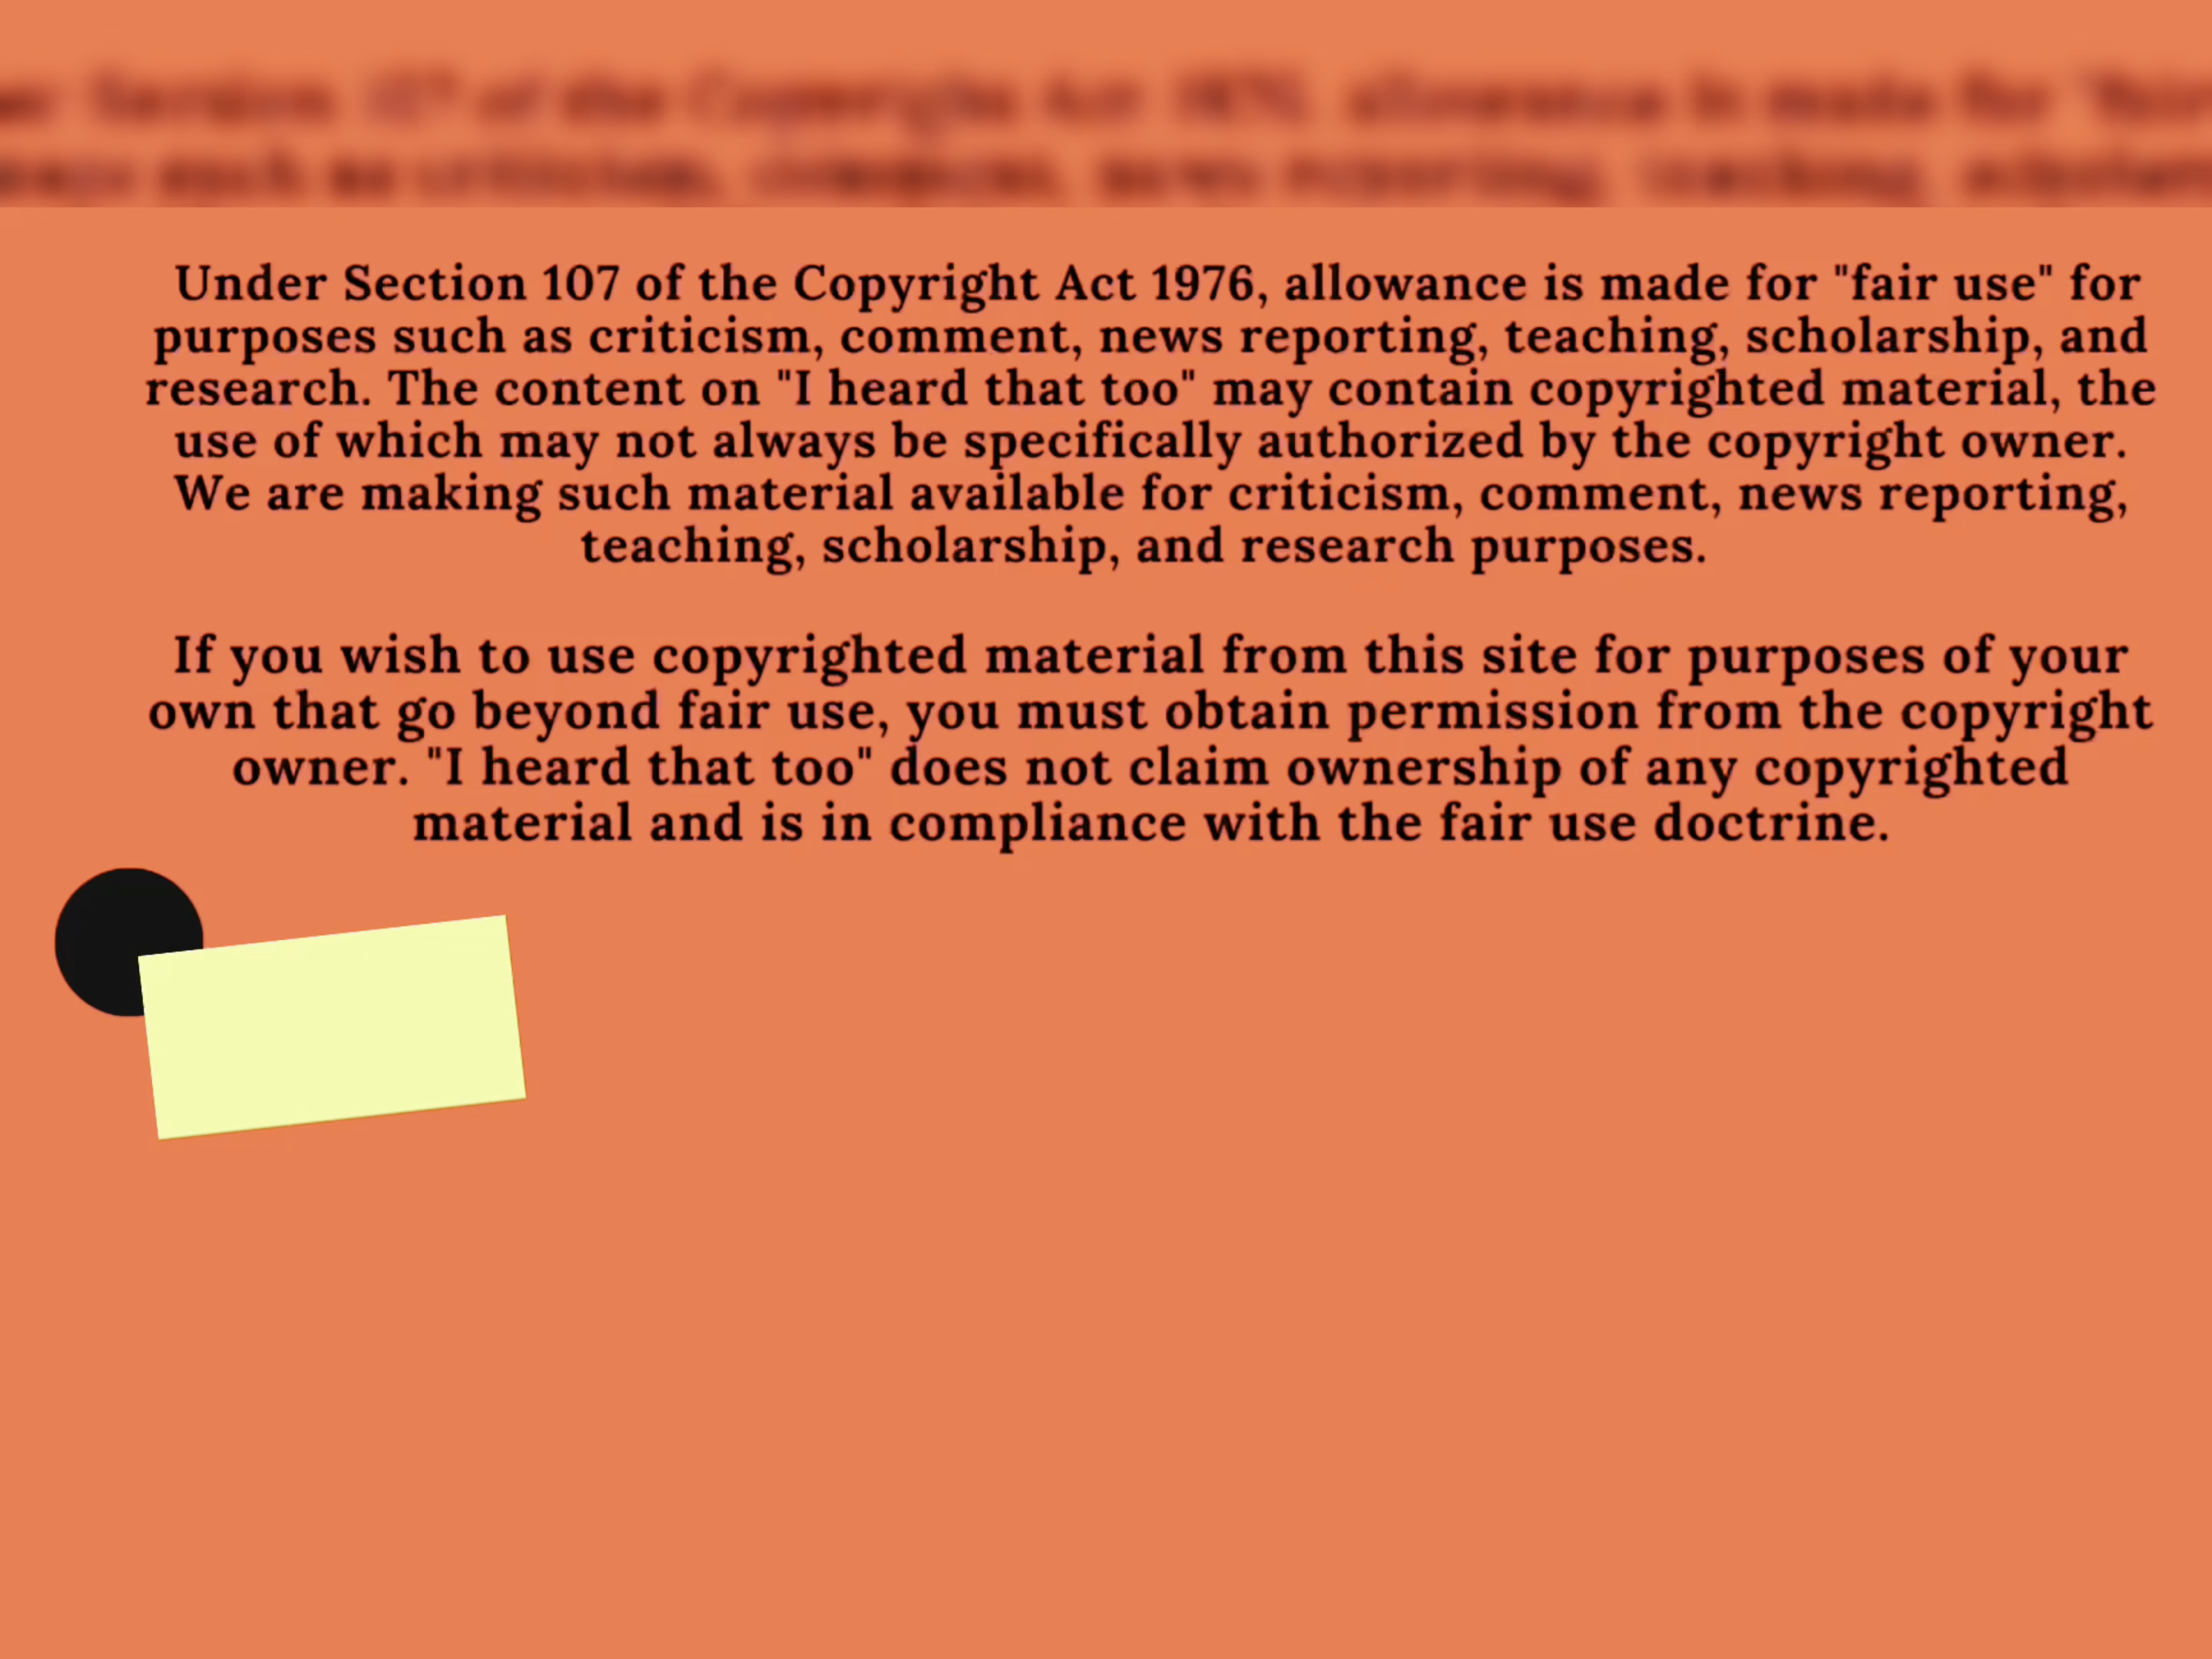 Under Section 107 of the Copyright Act 1976, allowance is made for "fair use" for
purposes such as criticism, comment, news reporting, teaching, scholarship, and
research. The content on "I heard that too" may contain copyrighted material, the
use of which may not always be specifically authorized by the copyright owner.
We are making such material available for criticism, comment, news reporting,
teaching, scholarship, and research purposes.
If you wish to use copyrighted material from this site for purposes of your
own that go beyond fair use, you must obtain permission from the copyright
owner. "I heard that too" does not claim ownership of any copyrighted
material and is in compliance with the fair use doctrine.